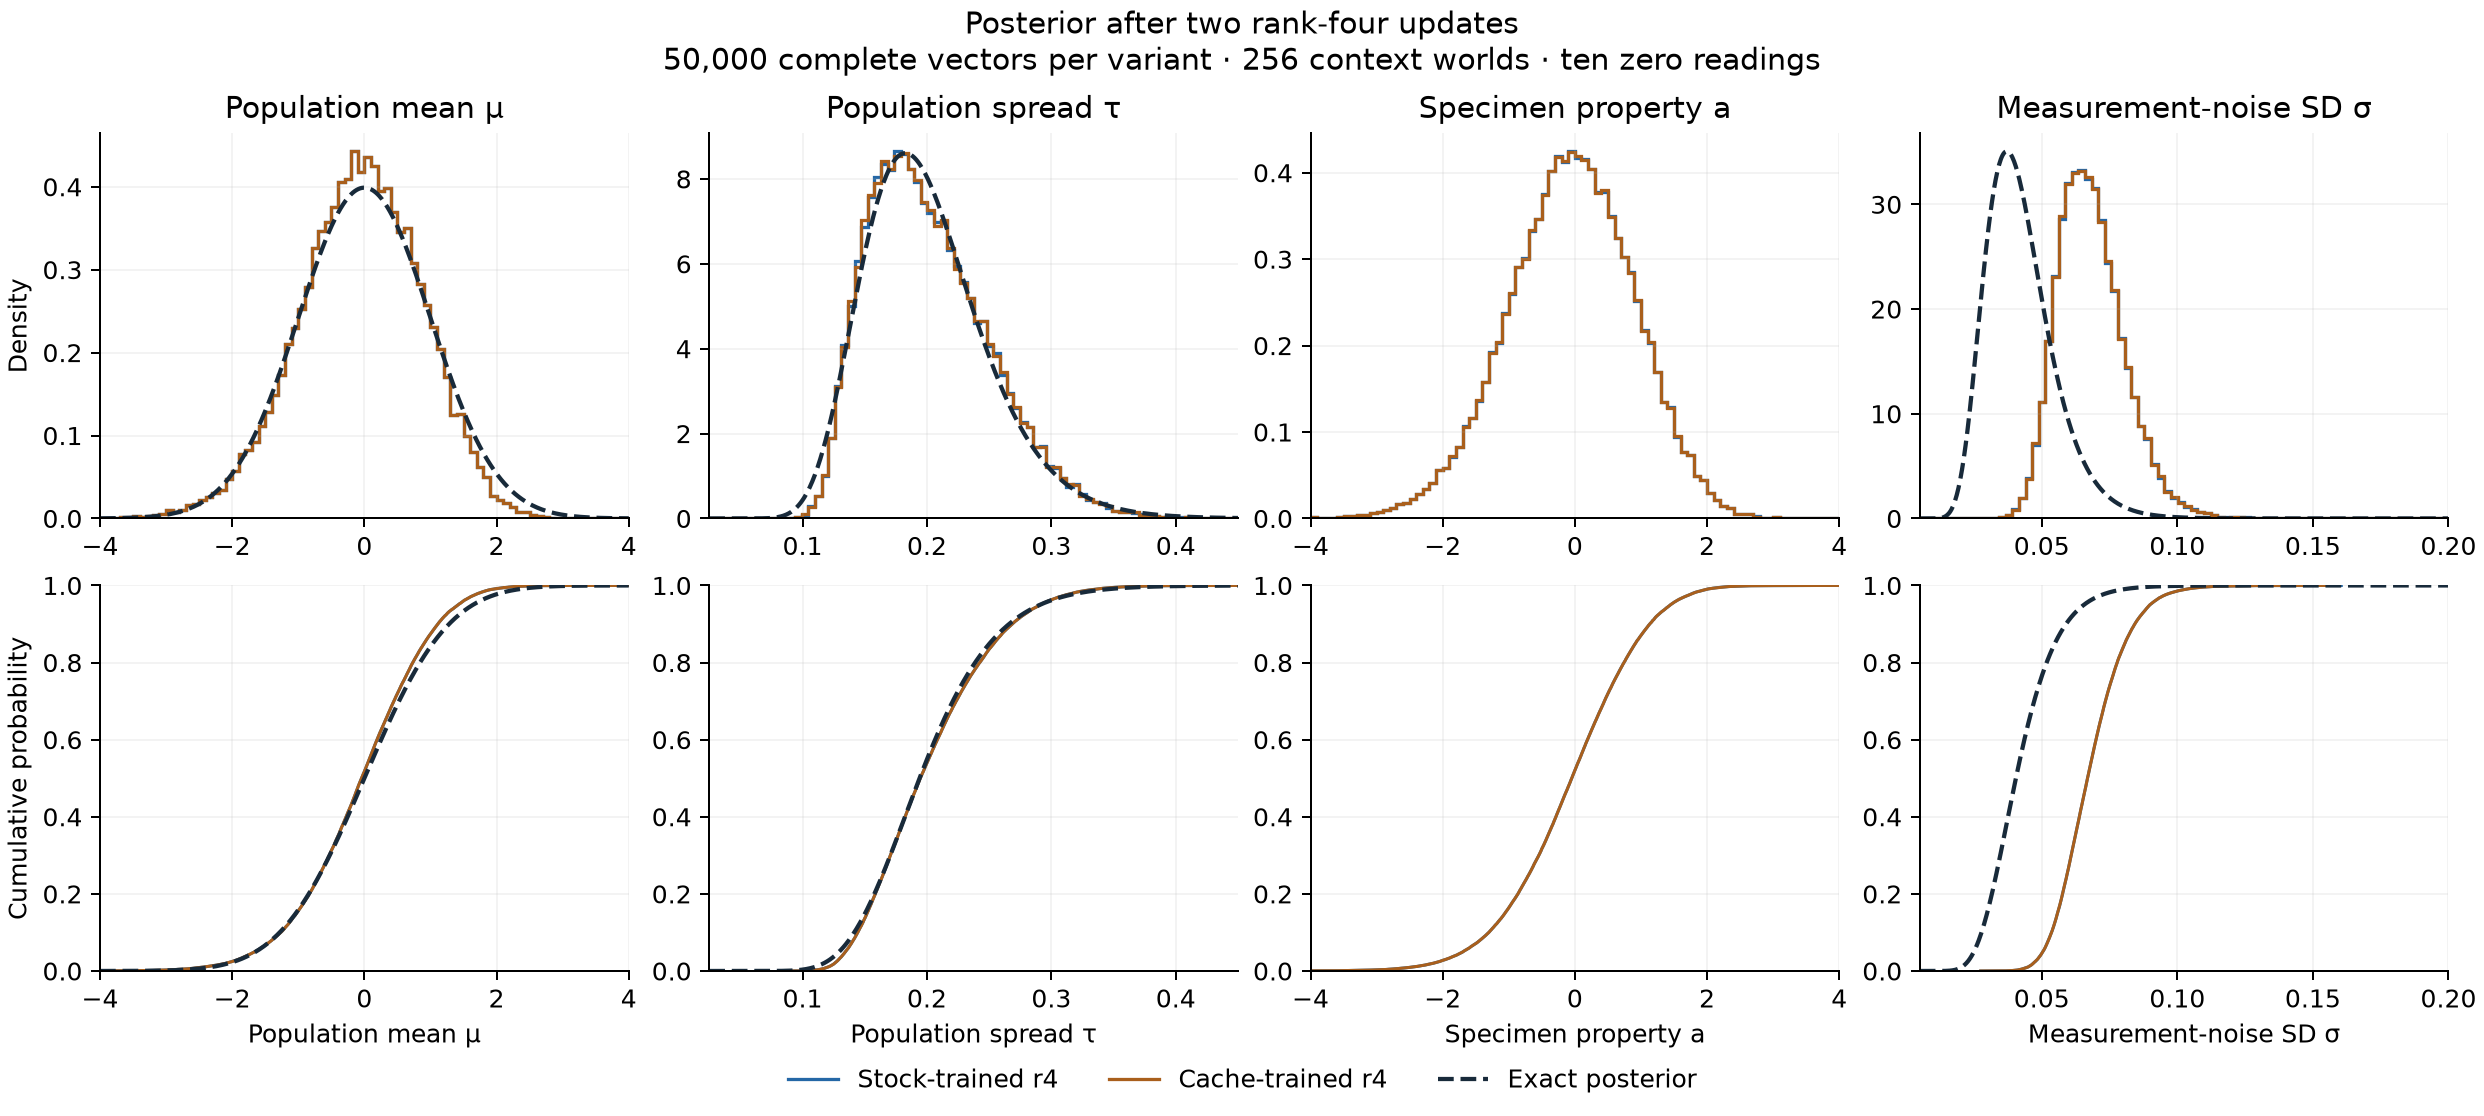 Posterior after two rank-four updates
50,000 complete vectors per variant · 256 context worlds · ten zero readings
Population mean μ
Population spread τ
Specimen property a
Measurement-noise SD σ
Density
0.4
0.3
0.2
0.1
0.0
−4 −2 0 2 4
8
6
4
2
0
0.1 0.2 0.3 0.4
0.4
0.3
0.2
0.1
0.0
−4 −2 0 2 4
30
20
10
0
0.05 0.10 0.15 0.20
Cumulative probability
1.0
0.8
0.6
0.4
0.2
0.0
−4 −2 0 2 4
Population mean μ
1.0
0.8
0.6
0.4
0.2
0.0
0.1 0.2 0.3 0.4
Population spread τ
1.0
0.8
0.6
0.4
0.2
0.0
−4 −2 0 2 4
Specimen property a
1.0
0.8
0.6
0.4
0.2
0.0
0.05 0.10 0.15 0.20
Measurement-noise SD σ
Stock-trained r4 Cache-trained r4 Exact posterior